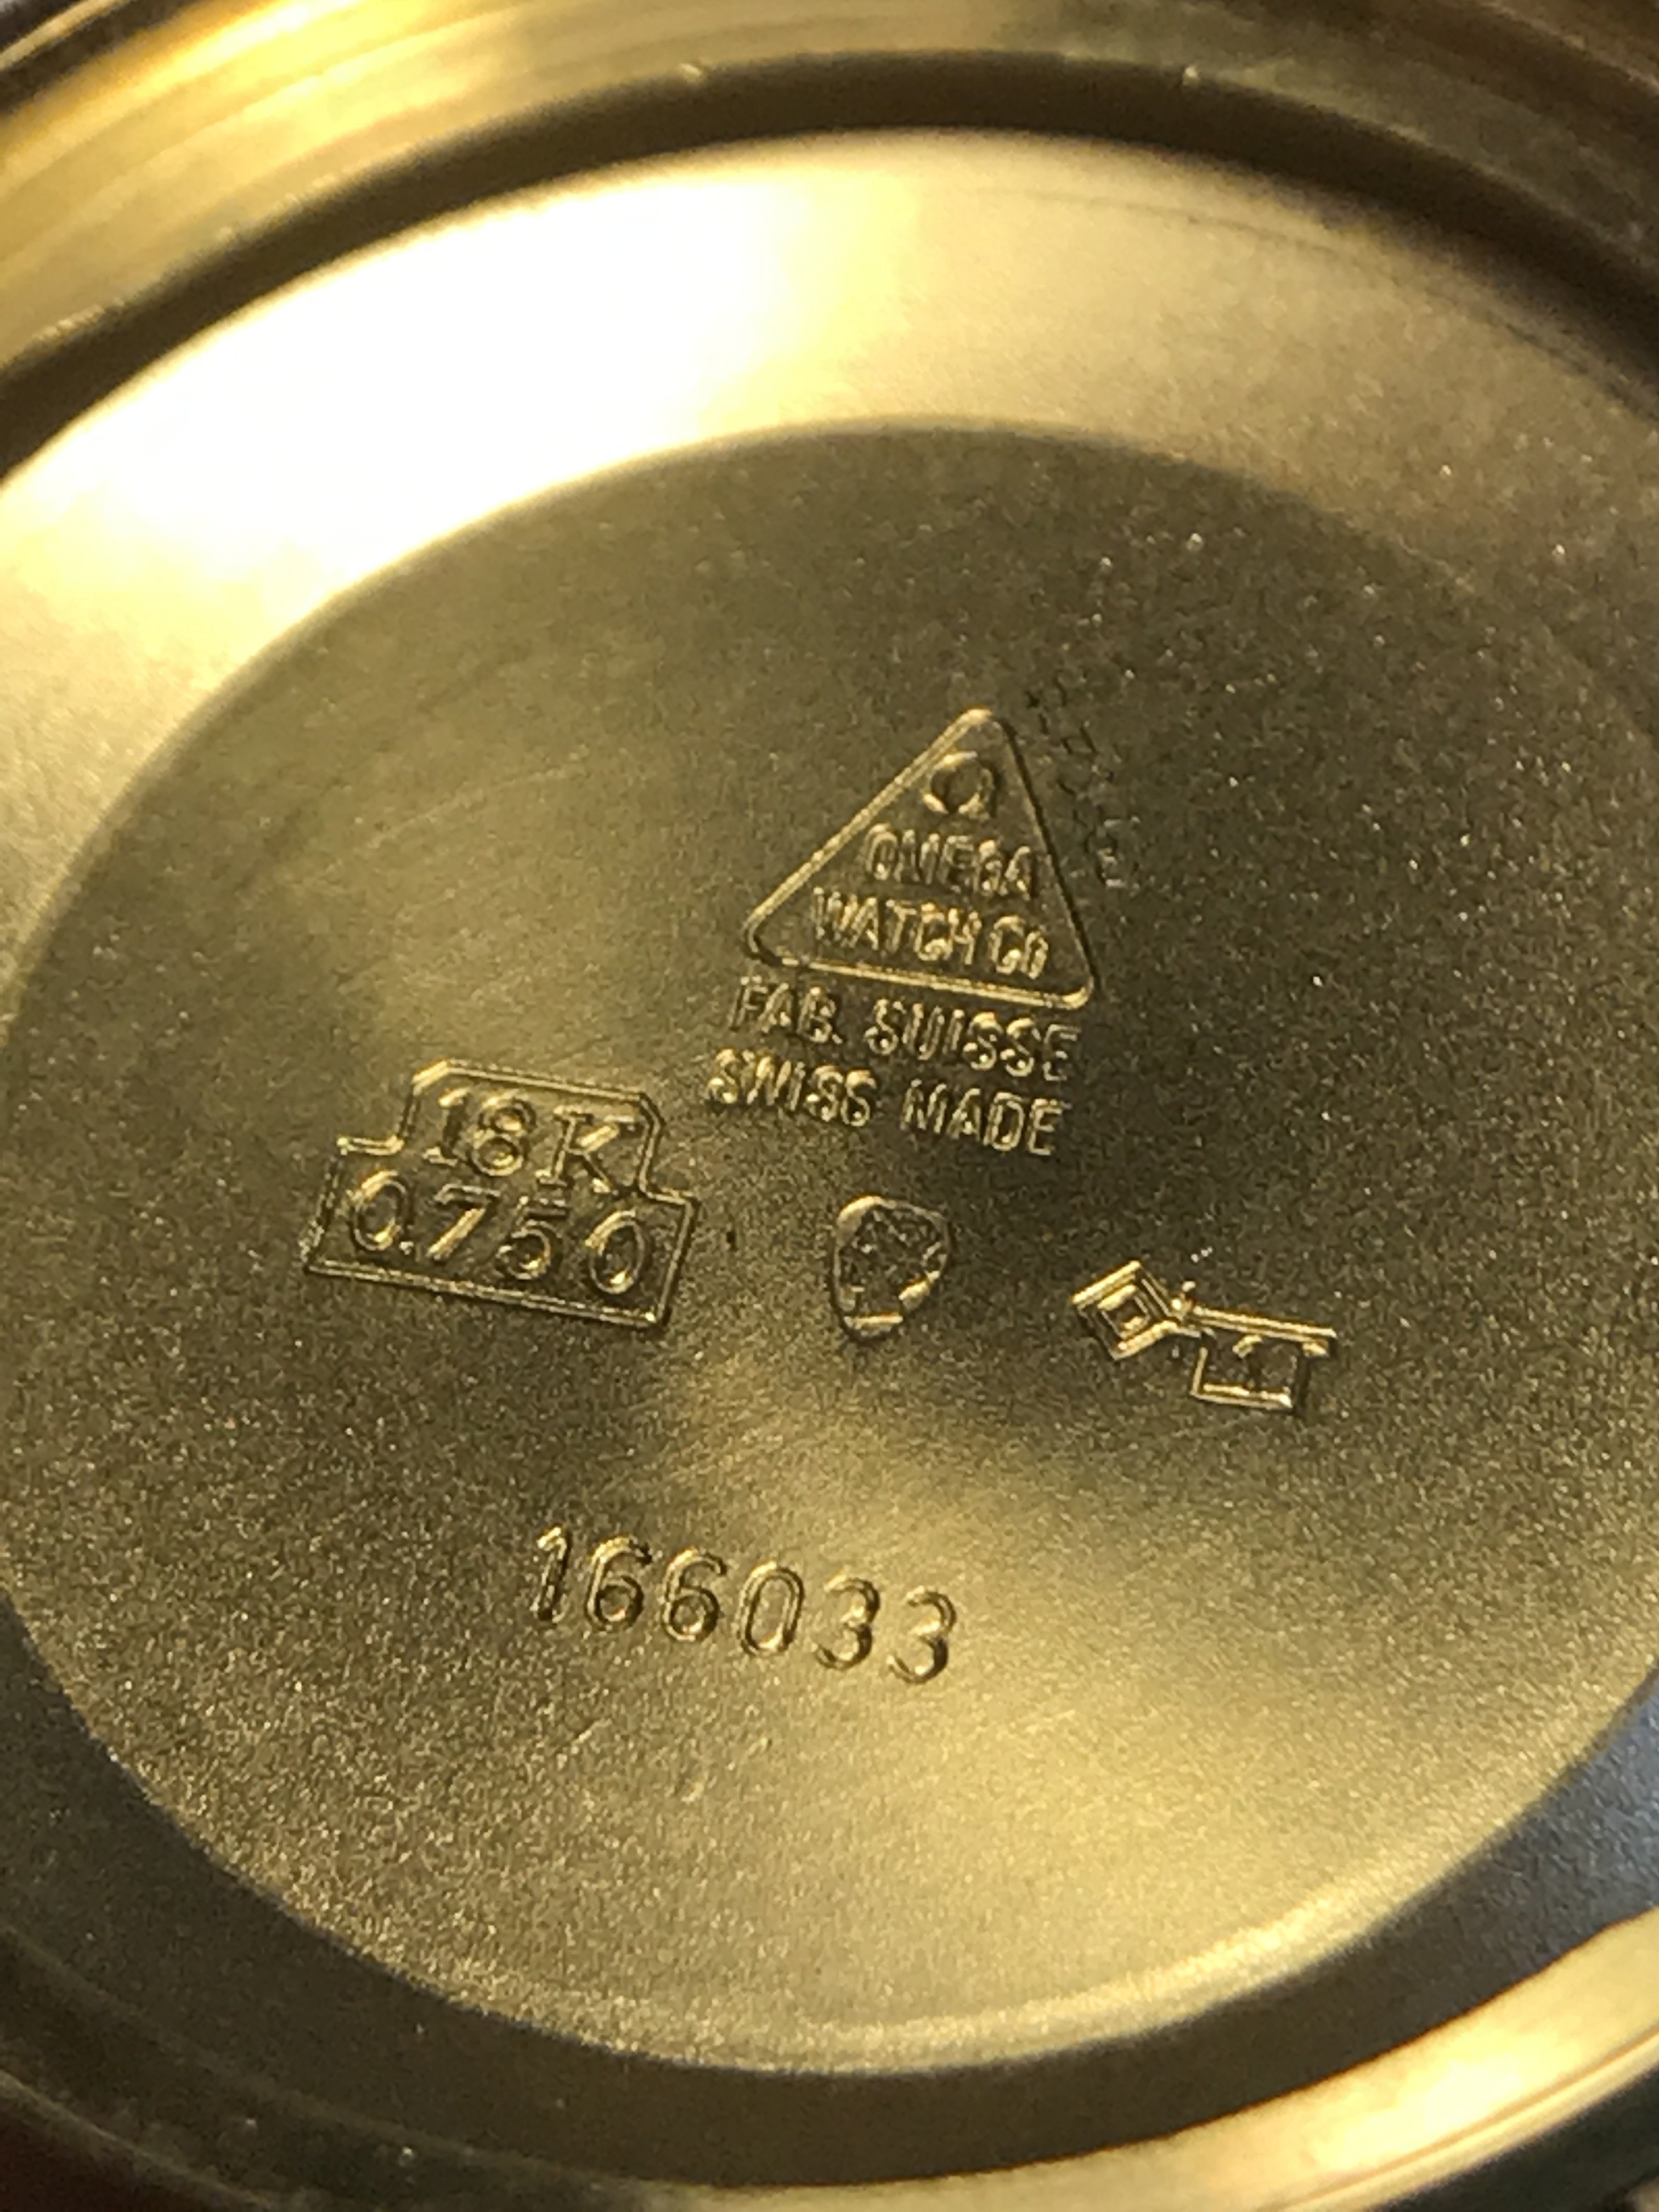 Ω
OMEGA
WATCH Co
FAB. SUISSE
SWISS MADE
18K
0.750
166033